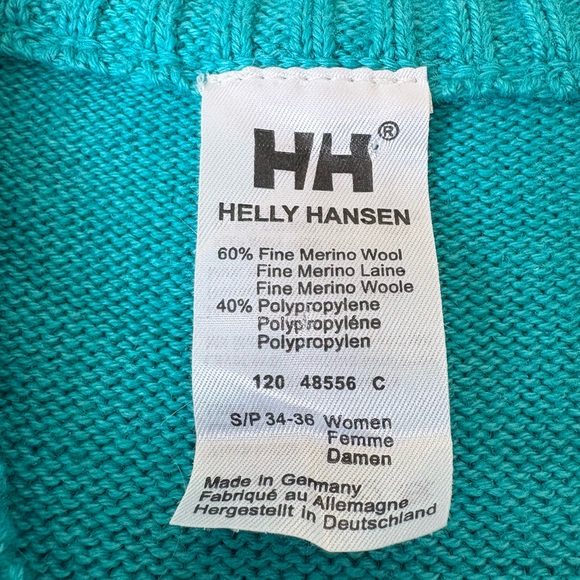 HH®
HELLY HANSEN
60% Fine Merino Wool
Fine Merino Laine
Fine Merino Woole
40% Polypropylene
Polypropyléne
Polypropylen
120 48556 C
S/P 34-36 Women
Femme
Damen
Made in Germany
Fabriqué au Allemagne
Hergestellt in Deutschland